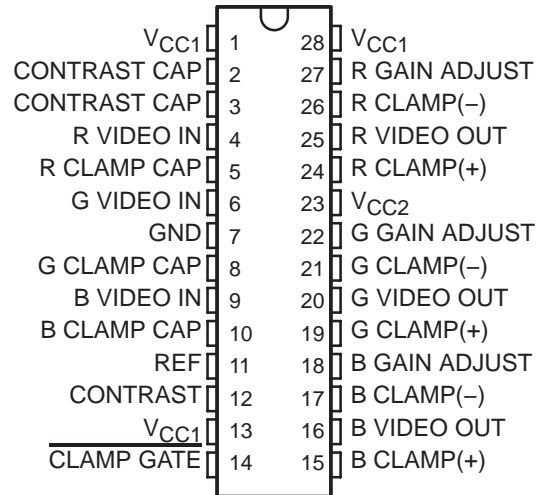 VCC1 1 28 VCC1
CONTRAST CAP 2 27 R GAIN ADJUST
CONTRAST CAP 3 26 R CLAMP(−)
R VIDEO IN 4 25 R VIDEO OUT
R CLAMP CAP 5 24 R CLAMP(+)
G VIDEO IN 6 23 VCC2
GND 7 22 G GAIN ADJUST
G CLAMP CAP 8 21 G CLAMP(−)
B VIDEO IN 9 20 G VIDEO OUT
B CLAMP CAP 10 19 G CLAMP(+)
REF 11 18 B GAIN ADJUST
CONTRAST 12 17 B CLAMP(−)
VCC1 13 16 B VIDEO OUT
CLAMP GATE 14 15 B CLAMP(+)